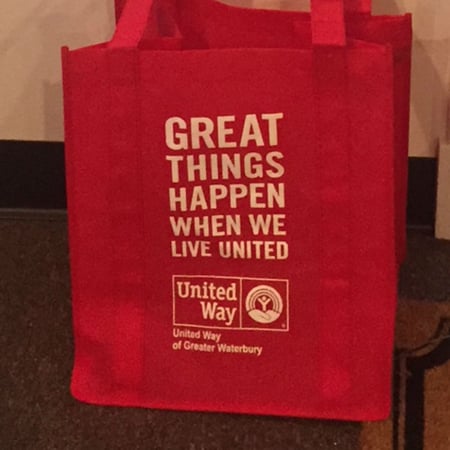 GREAT
THINGS
HAPPEN
WHEN WE
LIVE UNITED
United
Way
United Way
of Greater Waterbury